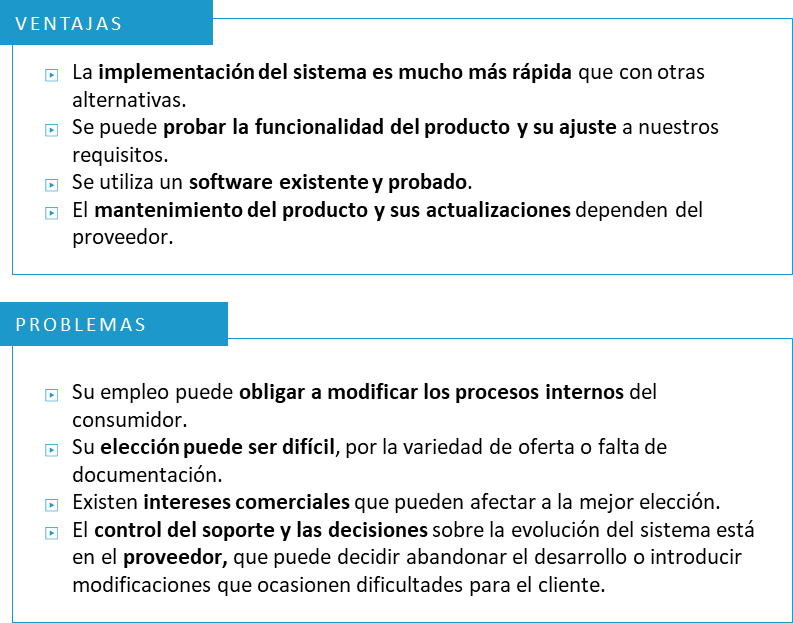 VENTAJAS
La implementación del sistema es mucho más rápida que con otras
alternativas.
Se puede probar la funcionalidad del producto y su ajuste a nuestros
requisitos.
Se utiliza un software existente y probado.
El mantenimiento del producto y sus actualizaciones dependen del
proveedor.
PROBLEMAS
Su empleo puede obligar a modificar los procesos internos del
consumidor.
Su elección puede ser difícil, por la variedad de oferta o falta de
documentación.
Existen intereses comerciales que pueden afectar a la mejor elección.
El control del soporte y las decisiones sobre la evolución del sistema está
en el proveedor, que puede decidir abandonar el desarrollo o introducir
modificaciones que ocasionen dificultades para el cliente.